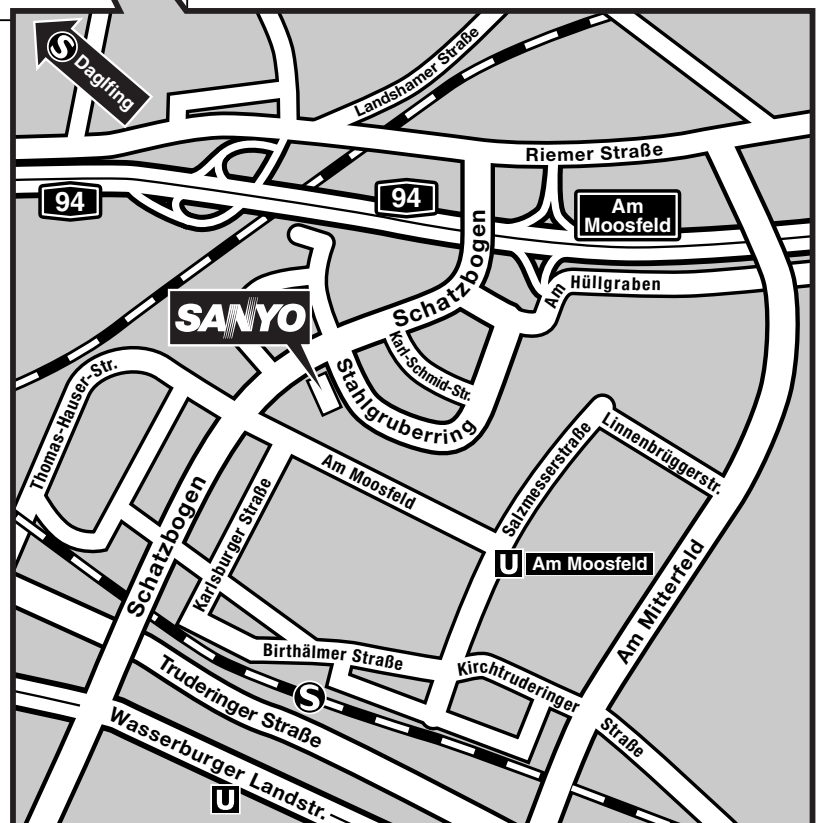 S Daglfing
Landshamer Straße
Riemer Straße
94
94
Am
Moosfeld
Am Hüllgraben
Schatzbogen
SANYO
Karl-Schmid-Str.
Stahlgruberring
Thomas-Hauser-Str.
Linnenbrüggerstr.
Salzmesserstraße
Am Moosfeld
Karlsburger Straße
Schatzbogen
U Am Moosfeld
Am Mitterfeld
Birthälmer Straße
Kirchtruderinger Straße
Truderinger Straße
S
Wasserburger Landstr.
U